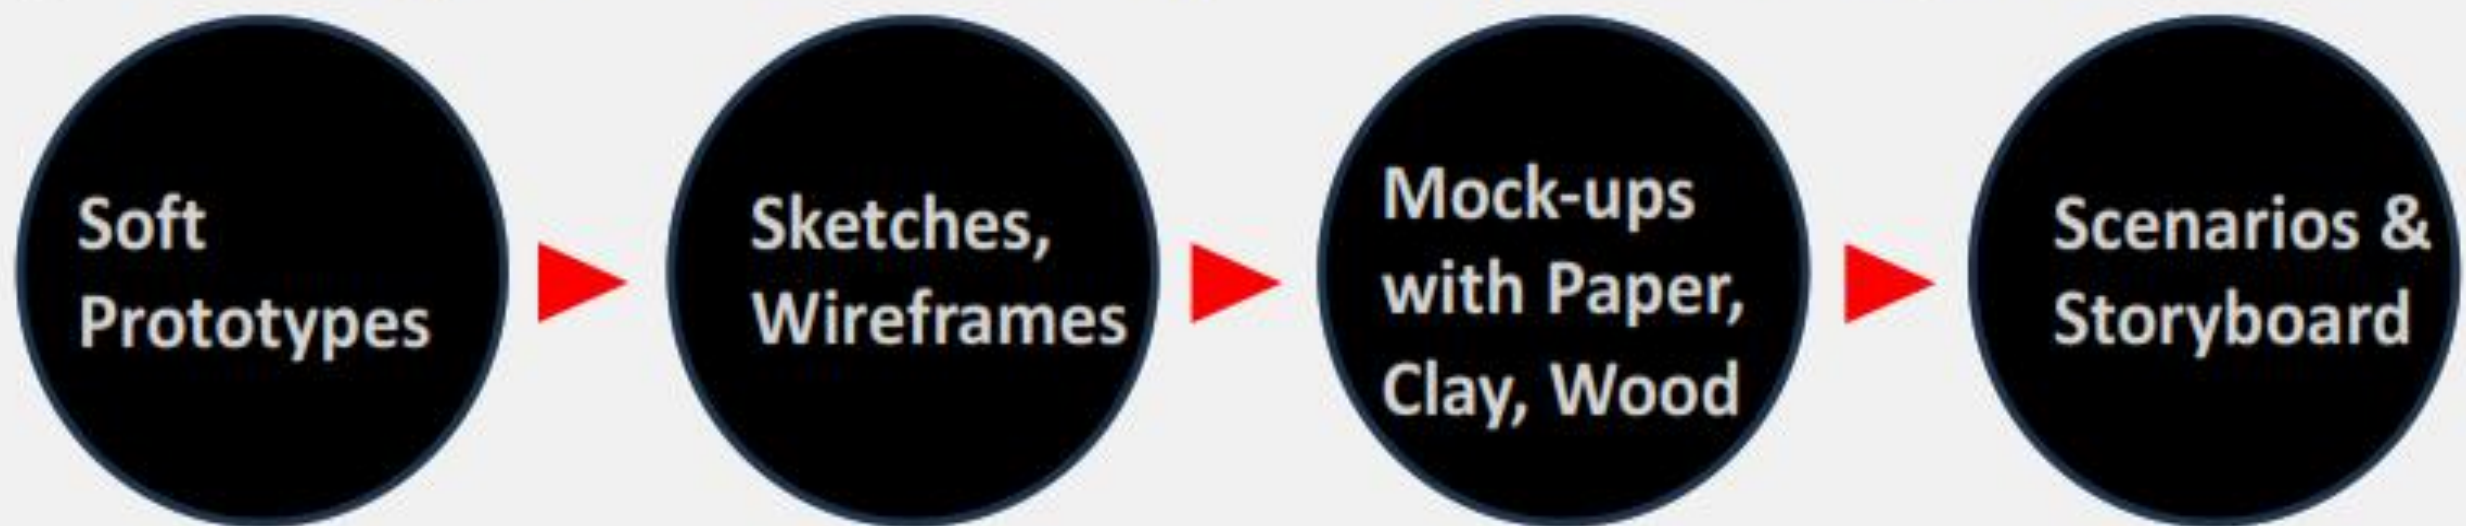 Soft
Prototypes
Sketches,
Wireframes
Mock-ups
with Paper,
Clay, Wood
Scenarios &
Storyboard